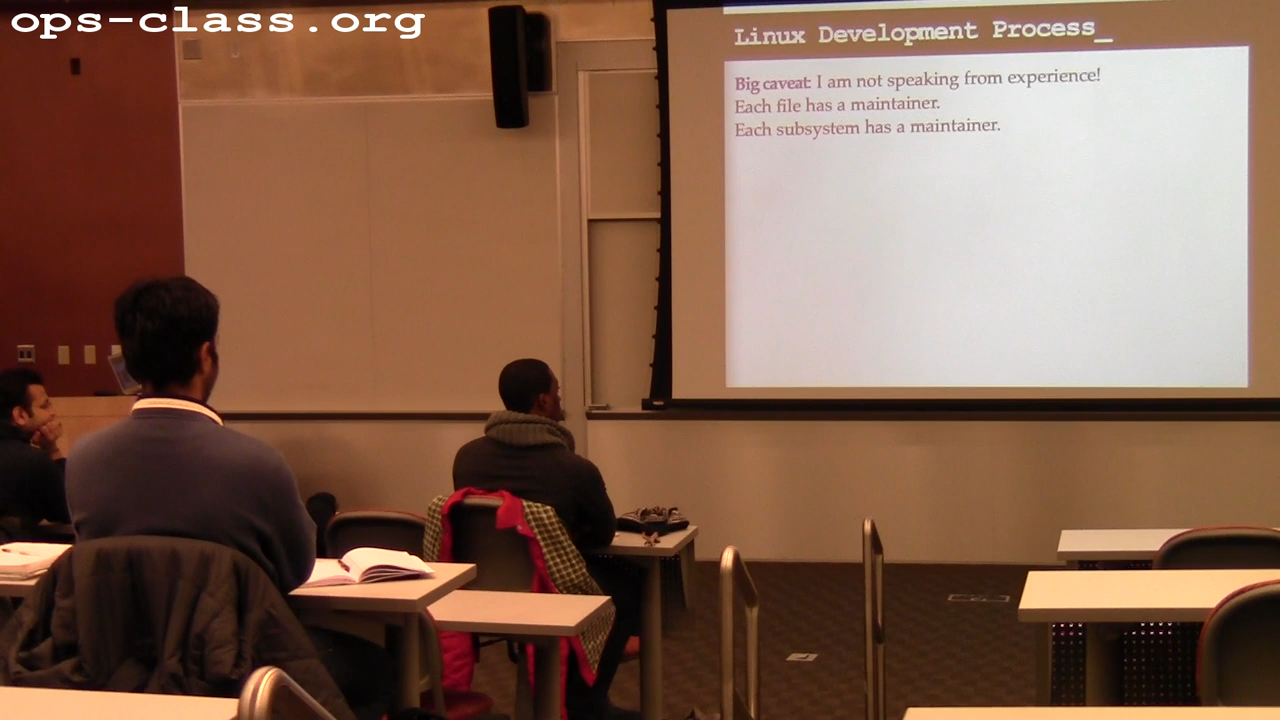 ops-class.org
Linux Development Process_
Big caveat: I am not speaking from experience!
Each file has a maintainer.
Each subsystem has a maintainer.